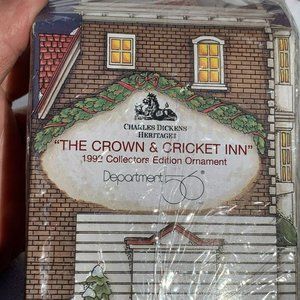 CHARLES DICKENS
HERITAGE
"THE CROWN & CRICKET INN"
1992 Collectors Edition Ornament
Department 56®